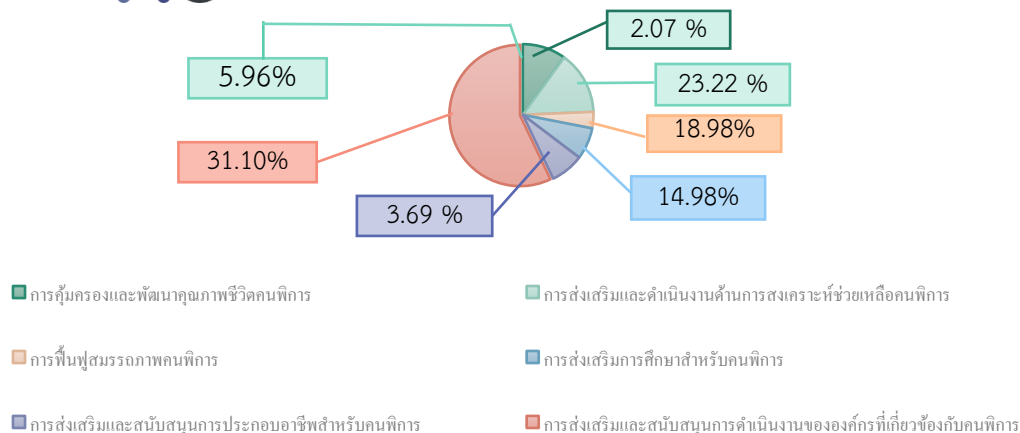 2.07 %
5.96%
23.22 %
18.98%
31.10%
14.98%
3.69 %
การคุ้มครองและพัฒนาคุณภาพชีวิตคนพิการ
การส่งเสริมและดำเนินงานด้านการสงเคราะห์ช่วยเหลือคนพิการ
การฟื้นฟูสมรรถภาพคนพิการ
การส่งเสริมการศึกษาสำหรับคนพิการ
การส่งเสริมและสนับสนุนการประกอบอาชีพสำหรับคนพิการ
การส่งเสริมและสนับสนุนการดำเนินงานขององค์กรที่เกี่ยวข้องกับคนพิการ